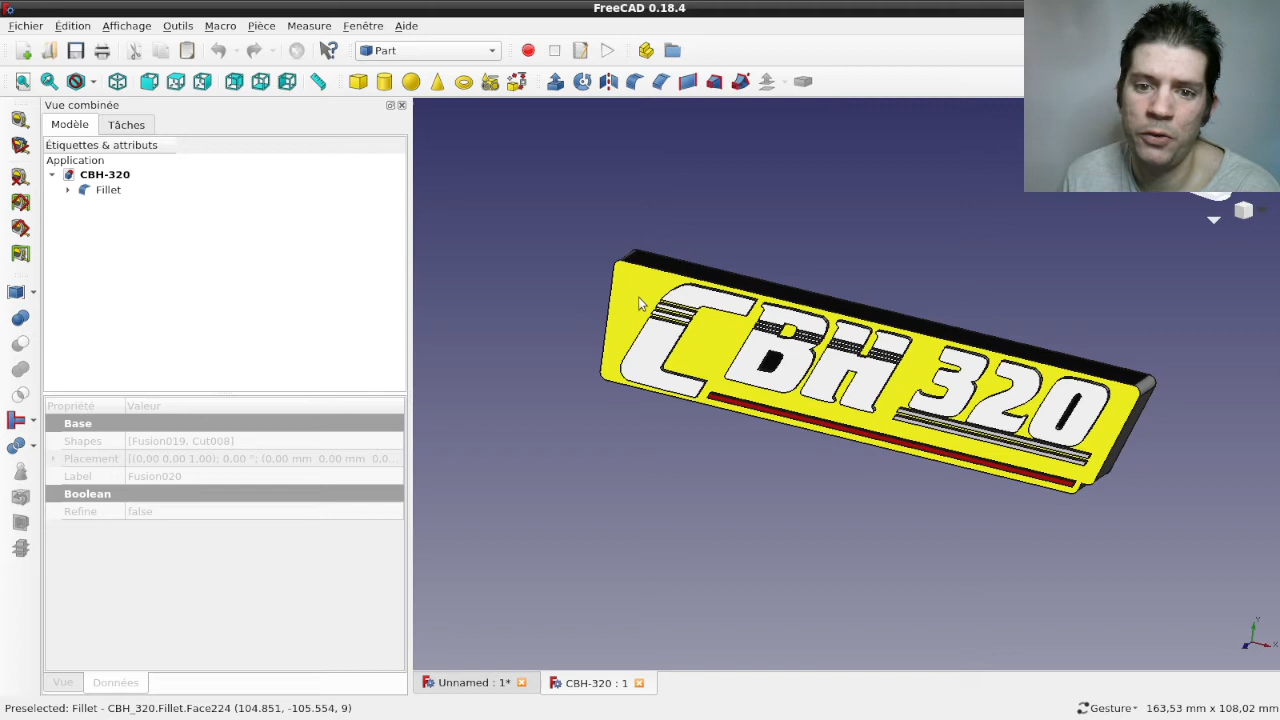 FreeCAD 0.18.4
Fichier Édition Affichage Outils Macro Pièce Measure Fenêtre Aide
Part
Vue combinée
Modèle Tâches
Étiquettes & attributs
Application
CBH-320
Fillet
Propriété Valeur
Base
Shapes [Fusion019, Cut008]
Placement [(0,00 0,00 1,00); 0,00 °; (0,00 mm 0,00 mm 0,0...
Label Fusion020
Boolean
Refine false
Vue Données
CBH 320
Y
X
Unnamed : 1* CBH-320 : 1
Preselected: Fillet - CBH_320.Fillet.Face224 (104.851, -105.554, 9) Gesture 163,53 mm x 108,02 mm